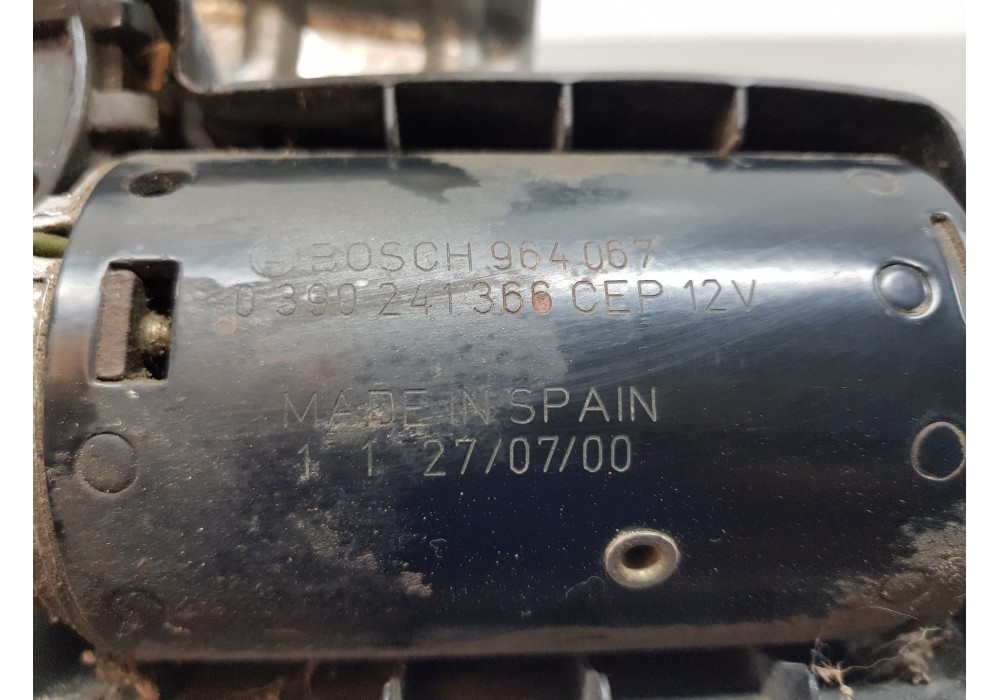 BOSCH 964 067
0 390 241 366 CEP 12V
MADE IN SPAIN
1 1 27/07/00